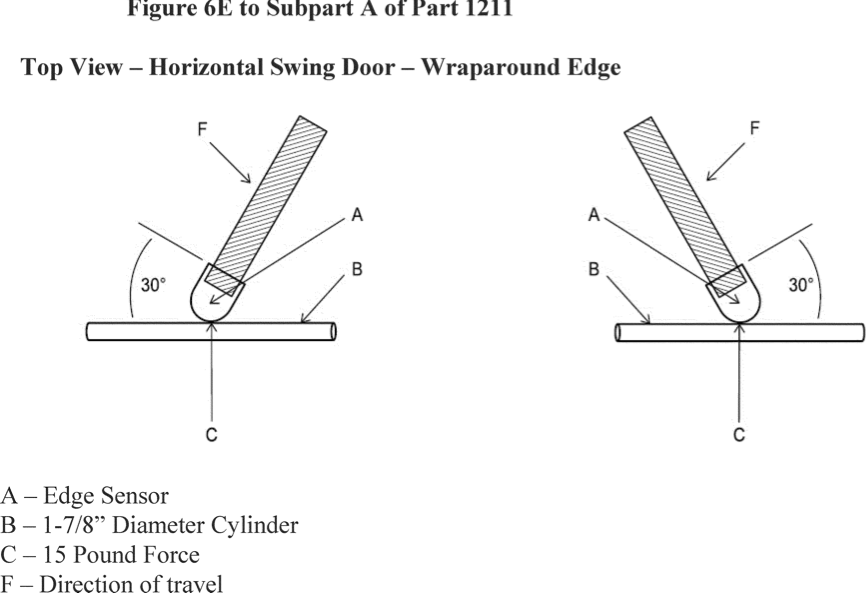 Figure 6E to Subpart A of Part 1211
Top View – Horizontal Swing Door – Wraparound Edge
F
A
B
30°
C
F
A
B
30°
C
A – Edge Sensor
B – 1-7/8” Diameter Cylinder
C – 15 Pound Force
F – Direction of travel